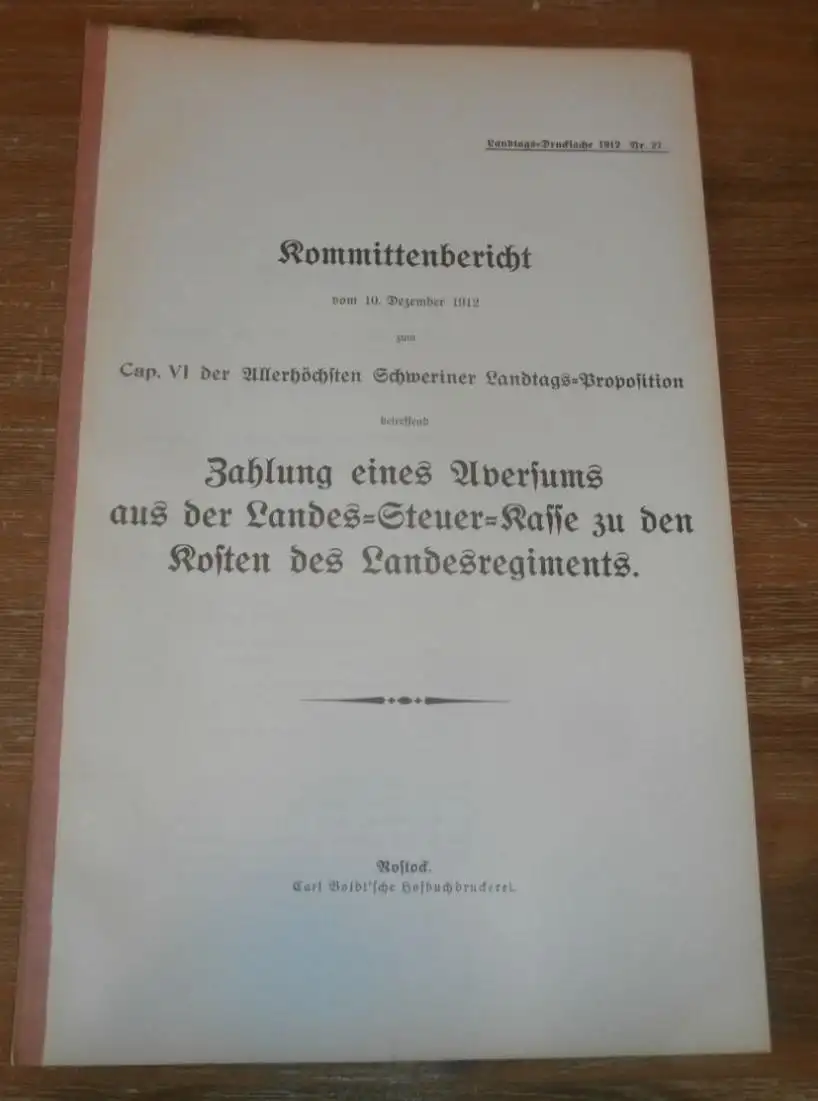 Landtags=Drucksache 1912 Nr. 27.
Kommittenbericht
vom 10. Dezember 1912
zum
Cap. VI der Allerhöchsten Schweriner Landtags=Proposition
betreffend
Zahlung eines Aversums
aus der Landes=Steuer=Kasse zu den
Kosten des Landesregiments.
Rostock.
Carl Boldt'sche Hofbuchdruckerei.